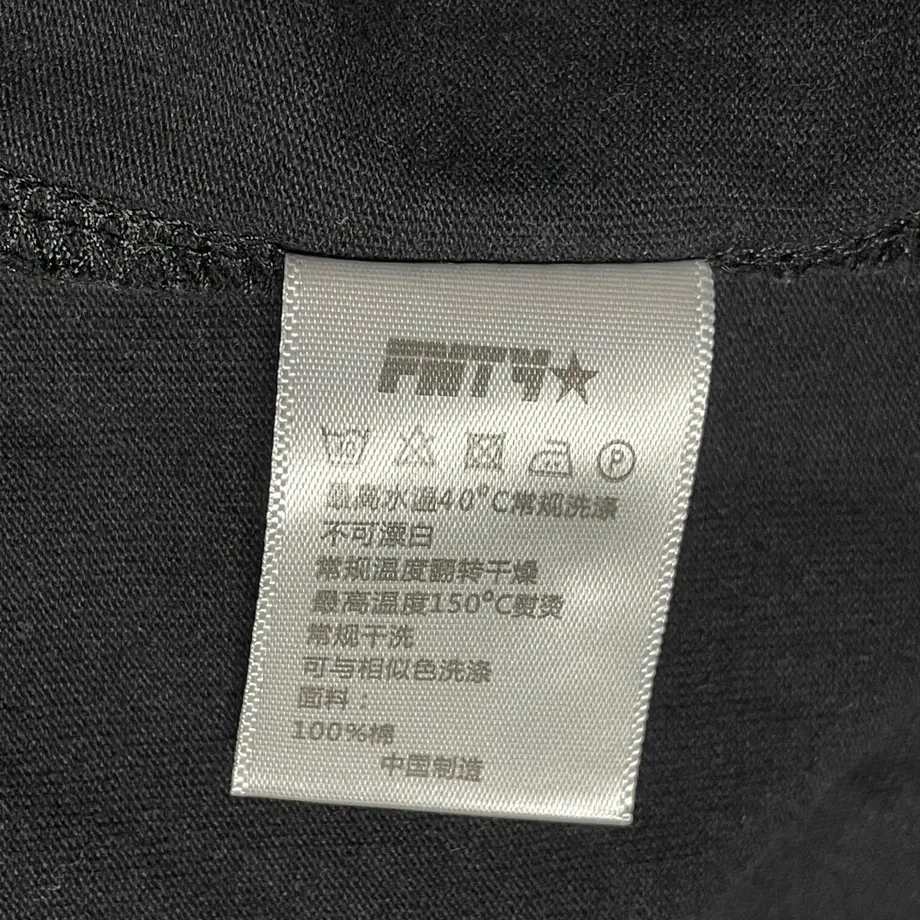 FNTY★
40
P
最高水温40°C常规洗涤
不可漂白
常规温度翻转干燥
最高温度150°C熨烫
常规干洗
可与相似色洗涤
面料：
100%棉
中国制造